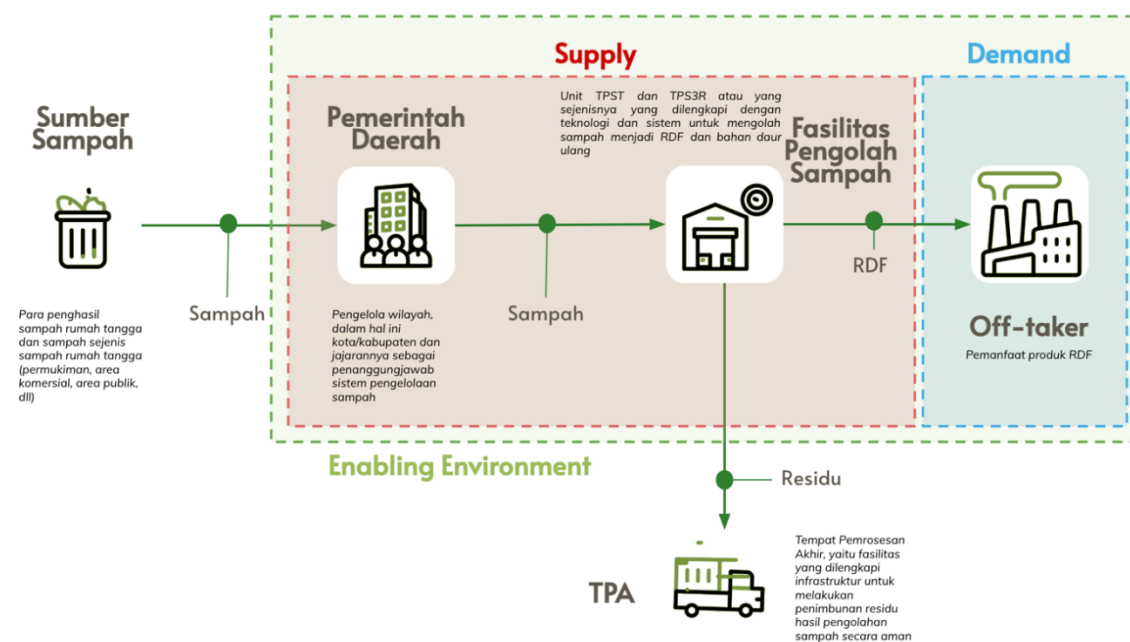 Supply
Demand
Sumber
Sampah
Pemerintah
Daerah
Unit TPST dan TPS3R atau yang
sejenisnya yang dilengkapi dengan
teknologi dan sistem untuk mengolah
sampah menjadi RDF dan bahan daur
ulang
Fasilitas
Pengolah
Sampah
Sampah
Sampah
RDF
Para penghasil
sampah rumah tangga
dan sampah sejenis
sampah rumah tangga
(permukiman, area
komersial, area publik,
dll)
Pengelola wilayah,
dalam hal ini
kota/kabupaten dan
jajarannya sebagai
penanggungjawab
sistem pengelolaan
sampah
Off-taker
Pemanfaat produk RDF
Enabling Environment
Residu
TPA
Tempat Pemrosesan
Akhir, yaitu fasilitas
yang dilengkapi
infrastruktur untuk
melakukan
penimbunan residu
hasil pengolahan
sampah secara aman